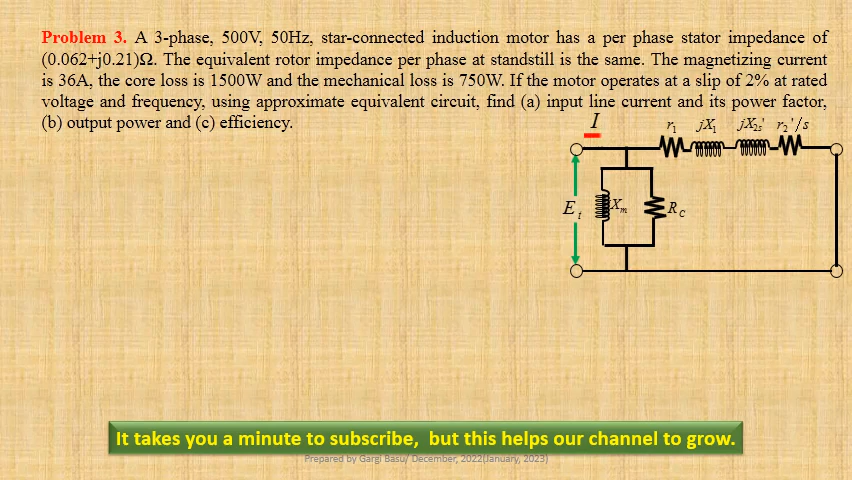 Problem 3. A 3-phase, 500V, 50Hz, star-connected induction motor has a per phase stator impedance of
(0.062+j0.21)Ω. The equivalent rotor impedance per phase at standstill is the same. The magnetizing current
is 36A, the core loss is 1500W and the mechanical loss is 750W. If the motor operates at a slip of 2% at rated
voltage and frequency, using approximate equivalent circuit, find (a) input line current and its power factor,
(b) output power and (c) efficiency.
I r₁ jX₁ jX₂ₛ' r₂'/s
Eₜ Xₘ R_C
It takes you a minute to subscribe, but this helps our channel to grow.
Prepared by Gargi Basu/ December, 2022(January, 2023)